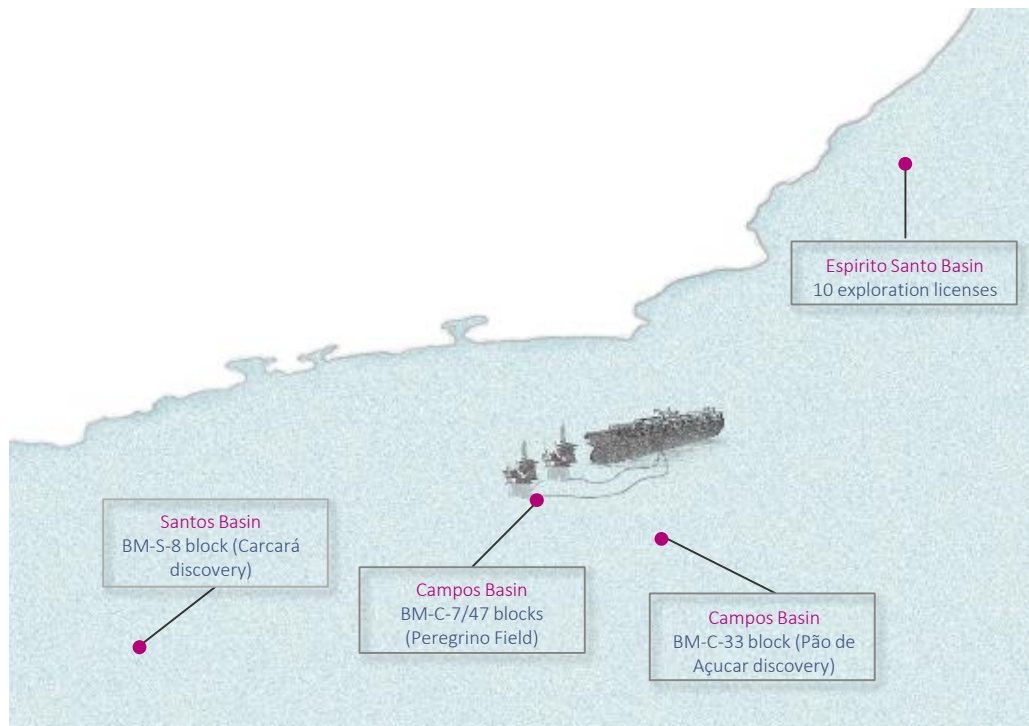 Espirito Santo Basin
10 exploration licenses
Santos Basin
BM-S-8 block (Carcará
discovery)
Campos Basin
BM-C-7/47 blocks
(Peregrino Field)
Campos Basin
BM-C-33 block (Pão de
Açucar discovery)